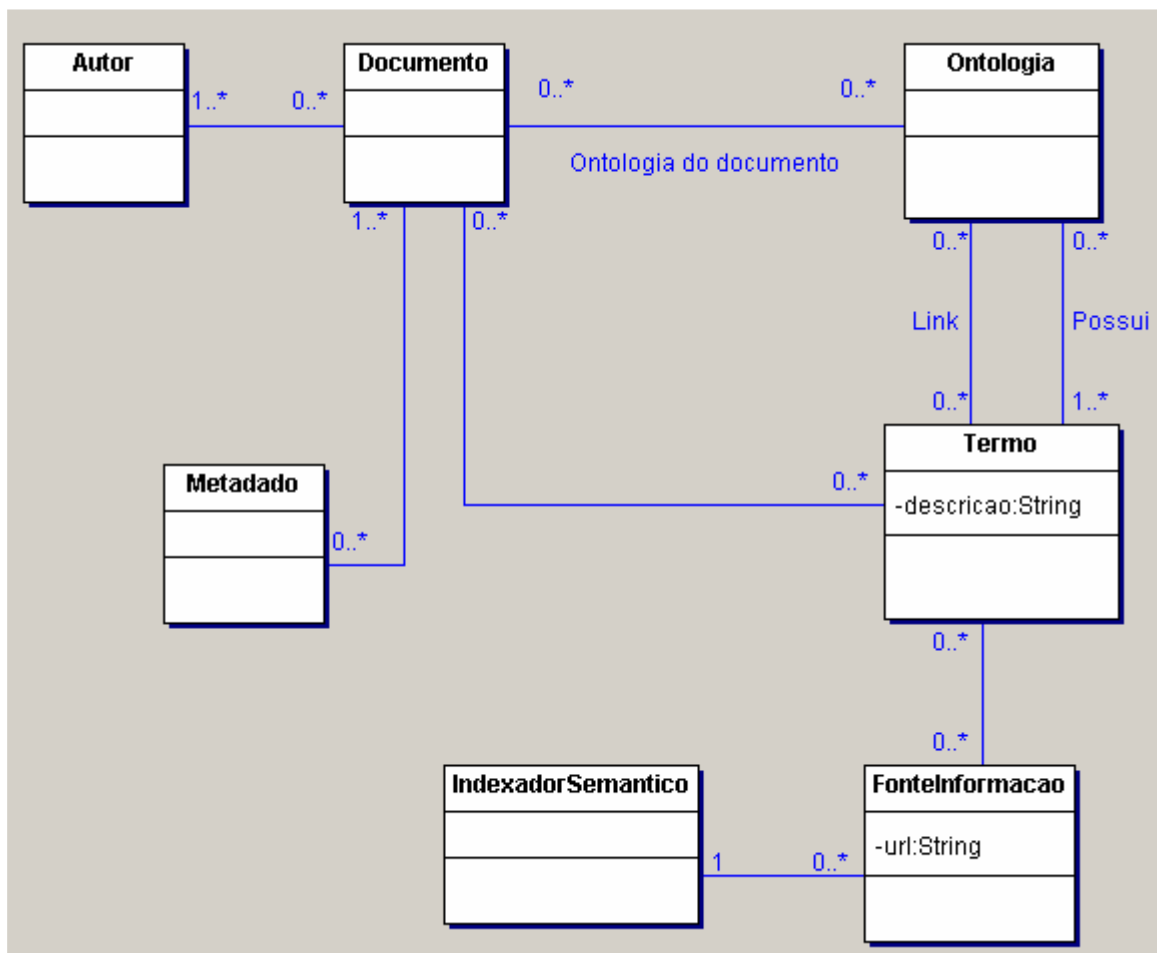 Autor
Documento
Ontologia
1..*
0..*
0..*
0..*
Ontologia do documento
1..*
0..*
0..*
0..*
Link
Possui
0..*
1..*
Termo
-descricao:String
Metadado
0..*
0..*
0..*
0..*
IndexadorSemantico
FonteInformacao
-url:String
1
0..*